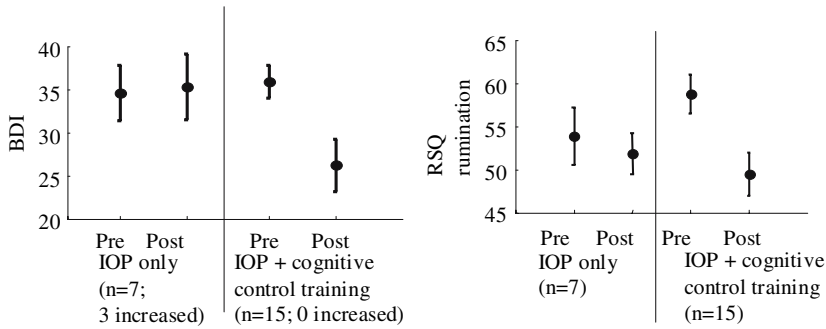 40
35
30
25
20
BDI
Pre Post
IOP only
(n=7;
3 increased)
Pre Post
IOP + cognitive
control training
(n=15; 0 increased)
65
60
55
50
45
RSQ
rumination
Pre Post
IOP only
(n=7)
Pre Post
IOP + cognitive
control training
(n=15)